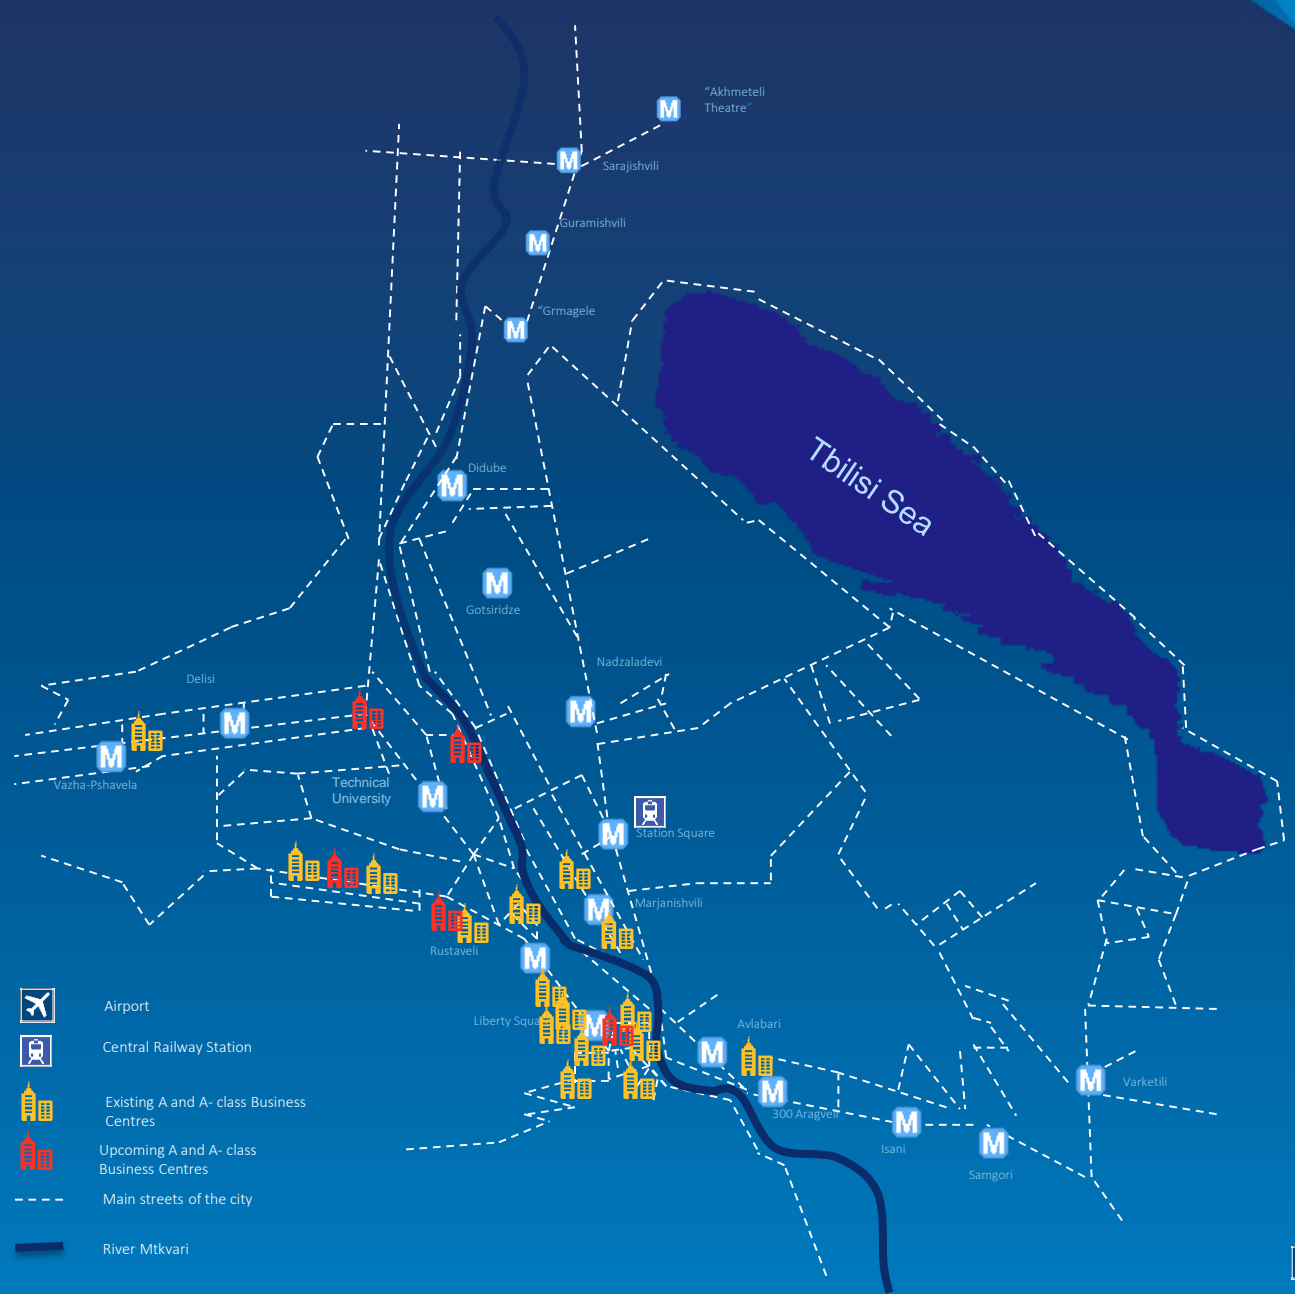 “Akhmeteli
Theatre”
M
M
Sarajishvili
Guramishvili
M
“Grmagele
M
Tbilisi Sea
Didube
M
M
Gotsiridze
Nadzaladevi
Delisi
M
M
M
Vazha-Pshavela
Technical
University
M
M
Station Square
Marjanishvili
M
Rustaveli
M
Liberty Squa
M
Avlabari
M
M
300 Aragveli
M
Isani
M
Samgori
M
Varketili
Airport
Central Railway Station
Existing A and A- class Business
Centres
Upcoming A and A- class
Business Centres
Main streets of the city
River Mtkvari